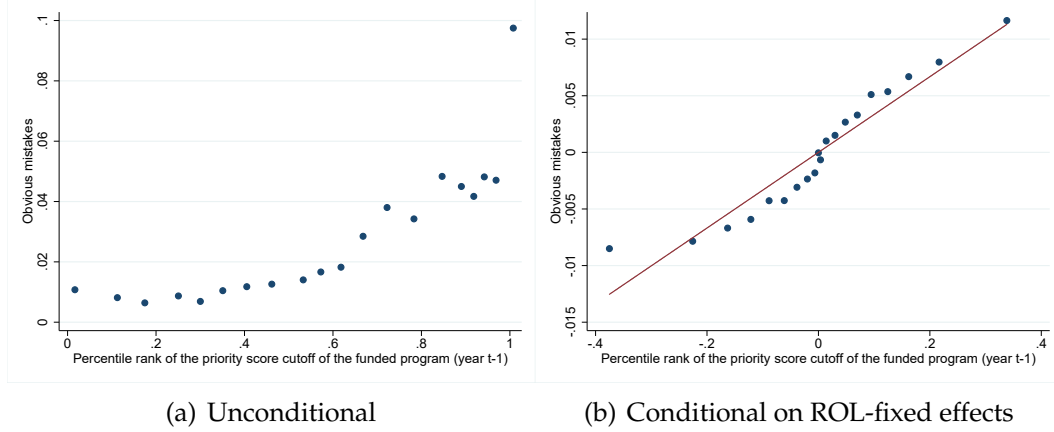 Obvious mistakes
0 .02 .04 .06 .08 .1
0 .2 .4 .6 .8 1
Percentile rank of the priority score cutoff of the funded program (year t-1)
(a) Unconditional
Obvious mistakes
-.015 -.01 -.005 0 .005 .01
-.4 -.2 0 .2 .4
Percentile rank of the priority score cutoff of the funded program (year t-1)
(b) Conditional on ROL-fixed effects